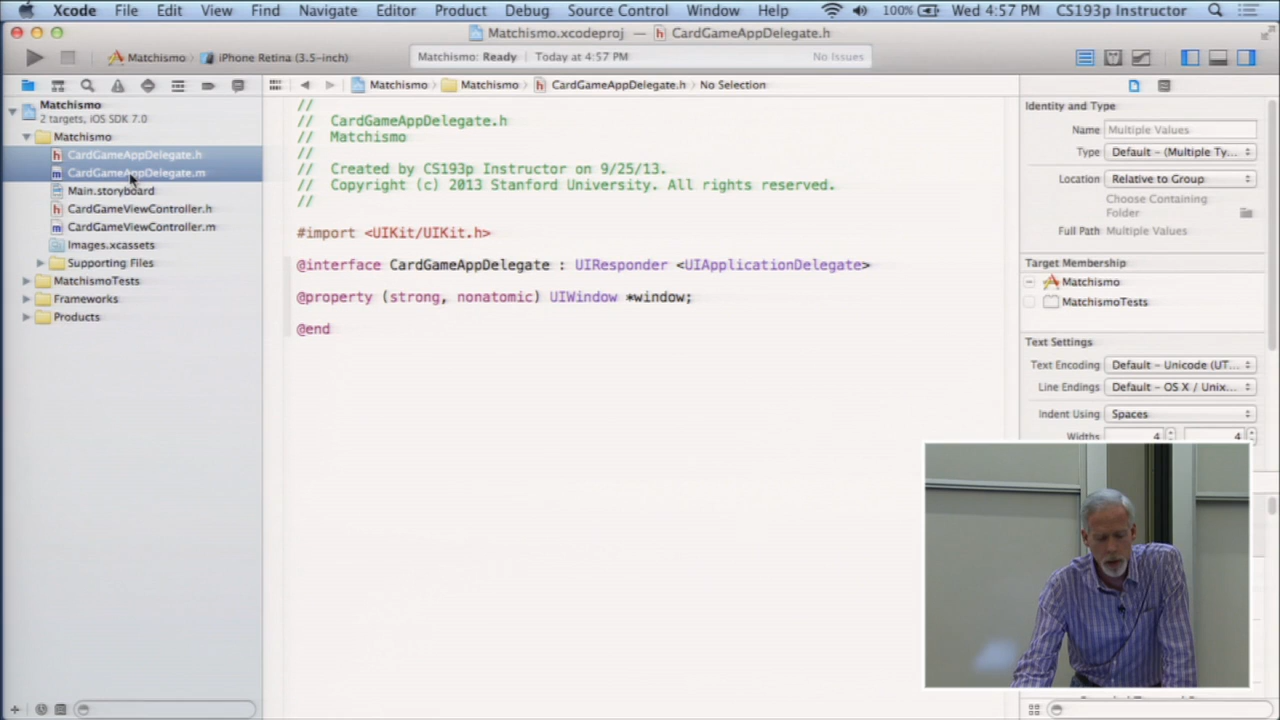 Xcode File Edit View Find Navigate Editor Product Debug Source Control Window Help 100% Wed 4:57 PM CS193p Instructor
Matchismo.xcodeproj — CardGameAppDelegate.h
Matchismo iPhone Retina (3.5-inch) Matchismo: Ready Today at 4:57 PM No Issues
Matchismo Matchismo CardGameAppDelegate.h No Selection
Matchismo
2 targets, iOS SDK 7.0
Matchismo
CardGameAppDelegate.h
CardGameAppDelegate.m
Main.storyboard
CardGameViewController.h
CardGameViewController.m
Images.xcassets
Supporting Files
MatchismoTests
Frameworks
Products
//
// CardGameAppDelegate.h
// Matchismo
//
// Created by CS193p Instructor on 9/25/13.
// Copyright (c) 2013 Stanford University. All rights reserved.
//
#import <UIKit/UIKit.h>
@interface CardGameAppDelegate : UIResponder <UIApplicationDelegate>
@property (strong, nonatomic) UIWindow *window;
@end
Identity and Type
Name Multiple Values
Type Default - (Multiple Ty...
Location Relative to Group
Choose Containing
Folder
Full Path Multiple Values
Target Membership
Matchismo
MatchismoTests
Text Settings
Text Encoding Default - Unicode (UT...
Line Endings Default - OS X / Unix...
Indent Using Spaces
Widths 4 4